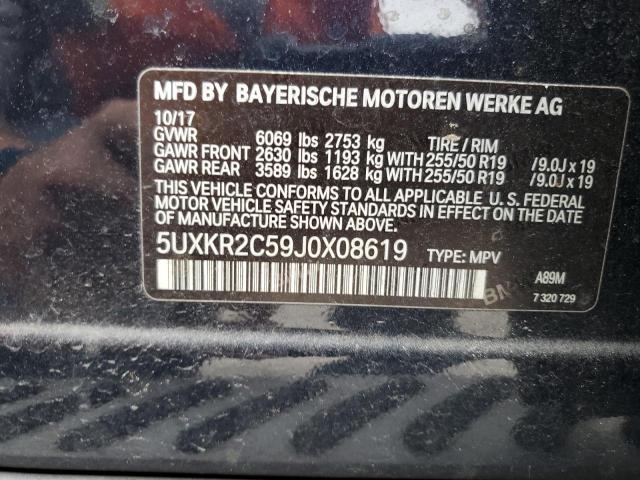 MFD BY BAYERISCHE MOTOREN WERKE AG
10/17
GVWR 6069 lbs 2753 kg TIRE / RIM
GAWR FRONT 2630 lbs 1193 kg WITH 255/50 R19 /9.0J x 19
GAWR REAR 3589 lbs 1628 kg WITH 255/50 R19 /9.0J x 19
THIS VEHICLE CONFORMS TO ALL APPLICABLE U. S. FEDERAL
MOTOR VEHICLE SAFETY STANDARDS IN EFFECT ON THE DATE OF
MANUFACTURE SHOWN ABOVE.
5UXKR2C59J0X08619 TYPE: MPV
A89M
7 320 729